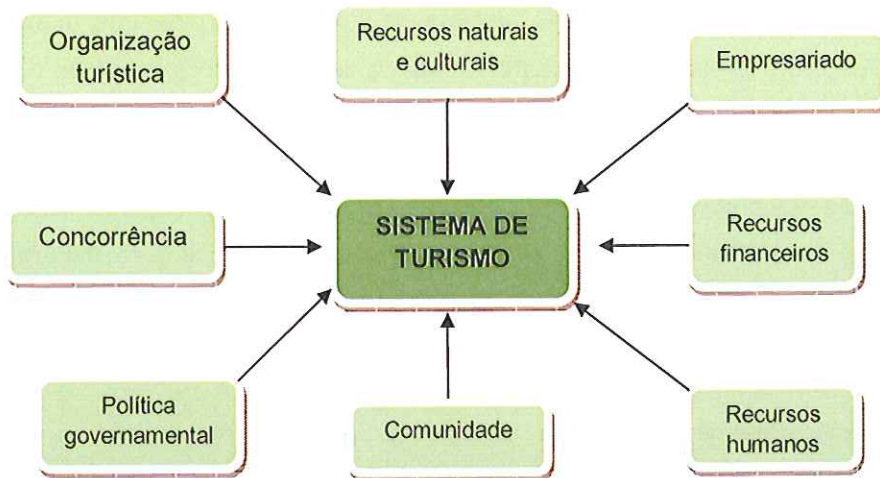 Organização
turística
Recursos naturais
e culturais
Empresariado
Concorrência
SISTEMA DE
TURISMO
Recursos
financeiros
Política
governamental
Comunidade
Recursos
humanos